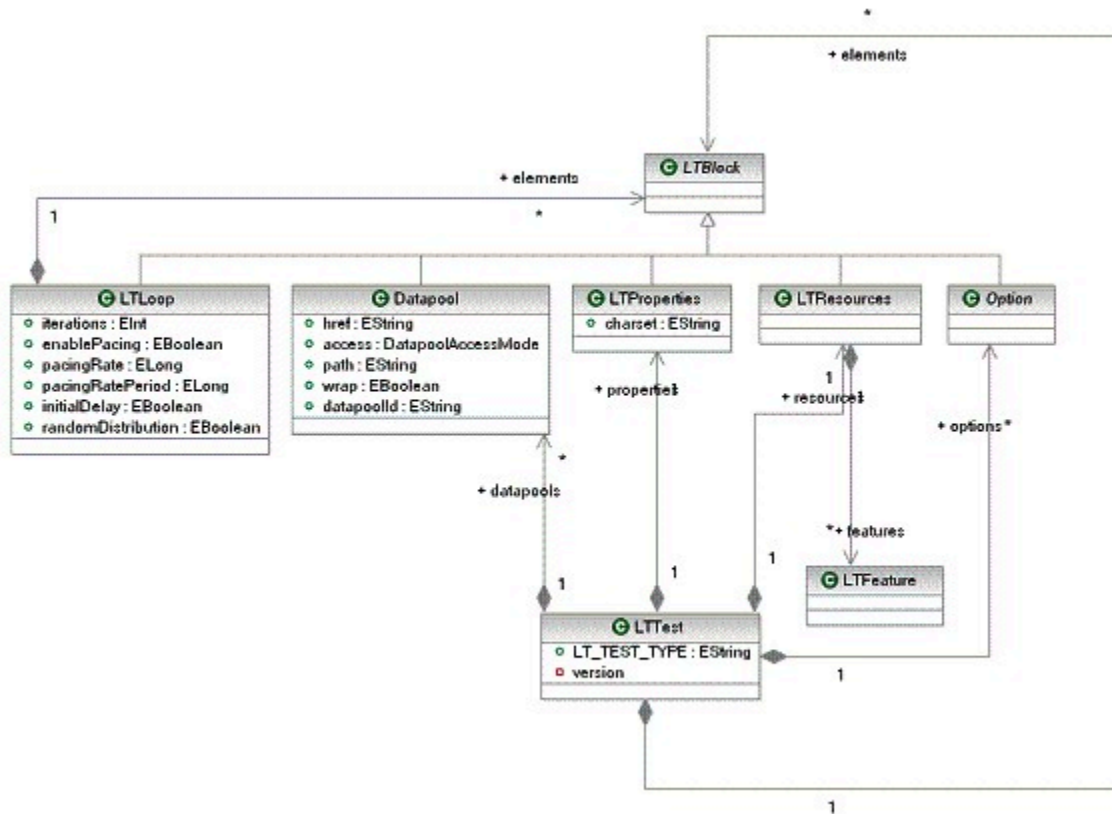 *
+ elements
LTBlock
+ elements
1
*
LTLoop
iterations : EInt
enablePacing : EBoolean
pacingRate : ELong
pacingRatePeriod : ELong
initialDelay : EBoolean
randomDistribution : EBoolean
Datapool
href : EString
access : DatapoolAccessMode
path : EString
wrap : EBoolean
datapoolId : EString
LTProperties
charset : EString
LTResources
Option
+ properties
1
1
+ resources
1
+ options *
*
+ datapools
* + features
LTFeature
1
1
1
LTTest
LT_TEST_TYPE : EString
version
1
1